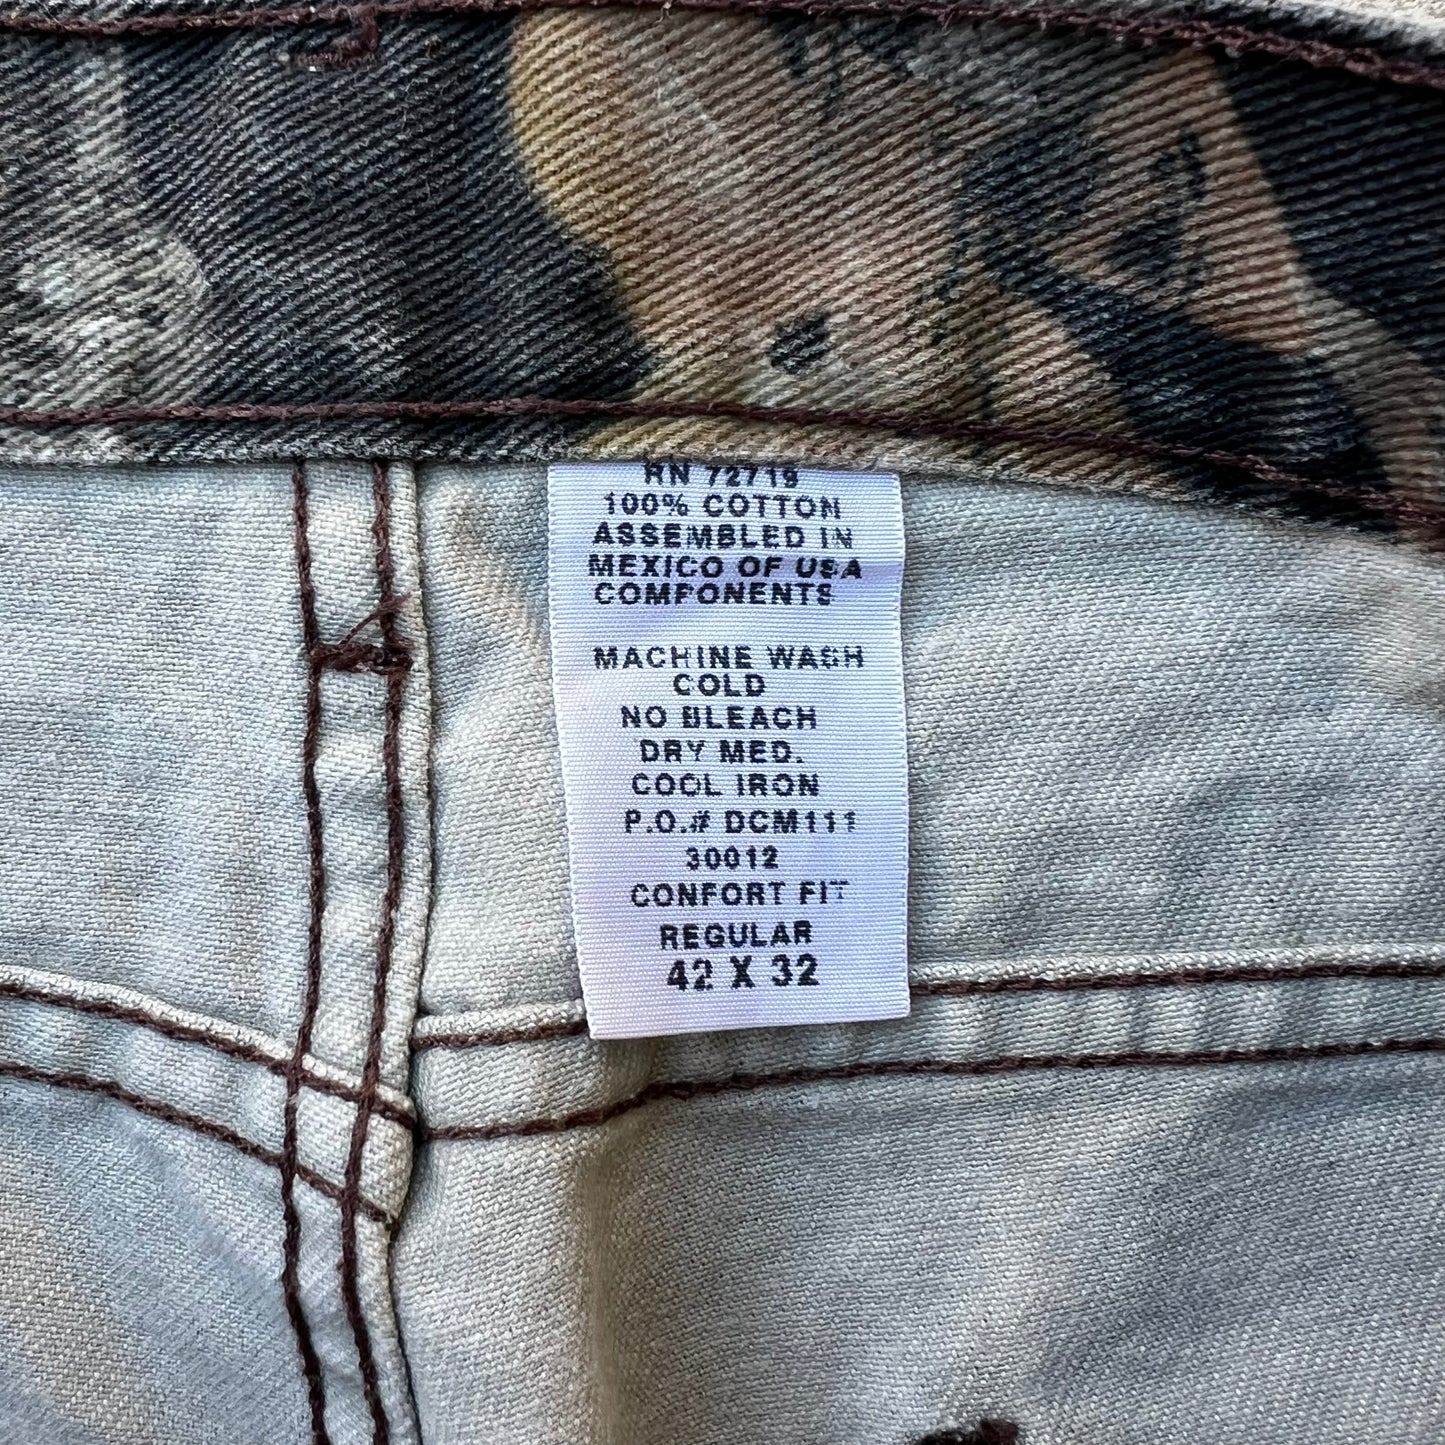 RN 72719
100% COTTON
ASSEMBLED IN
MEXICO OF USA
COMPONENTS
MACHINE WASH
COLD
NO BLEACH
DRY MED.
COOL IRON
P.O.# DCM111
30012
CONFORT FIT
REGULAR
42 X 32